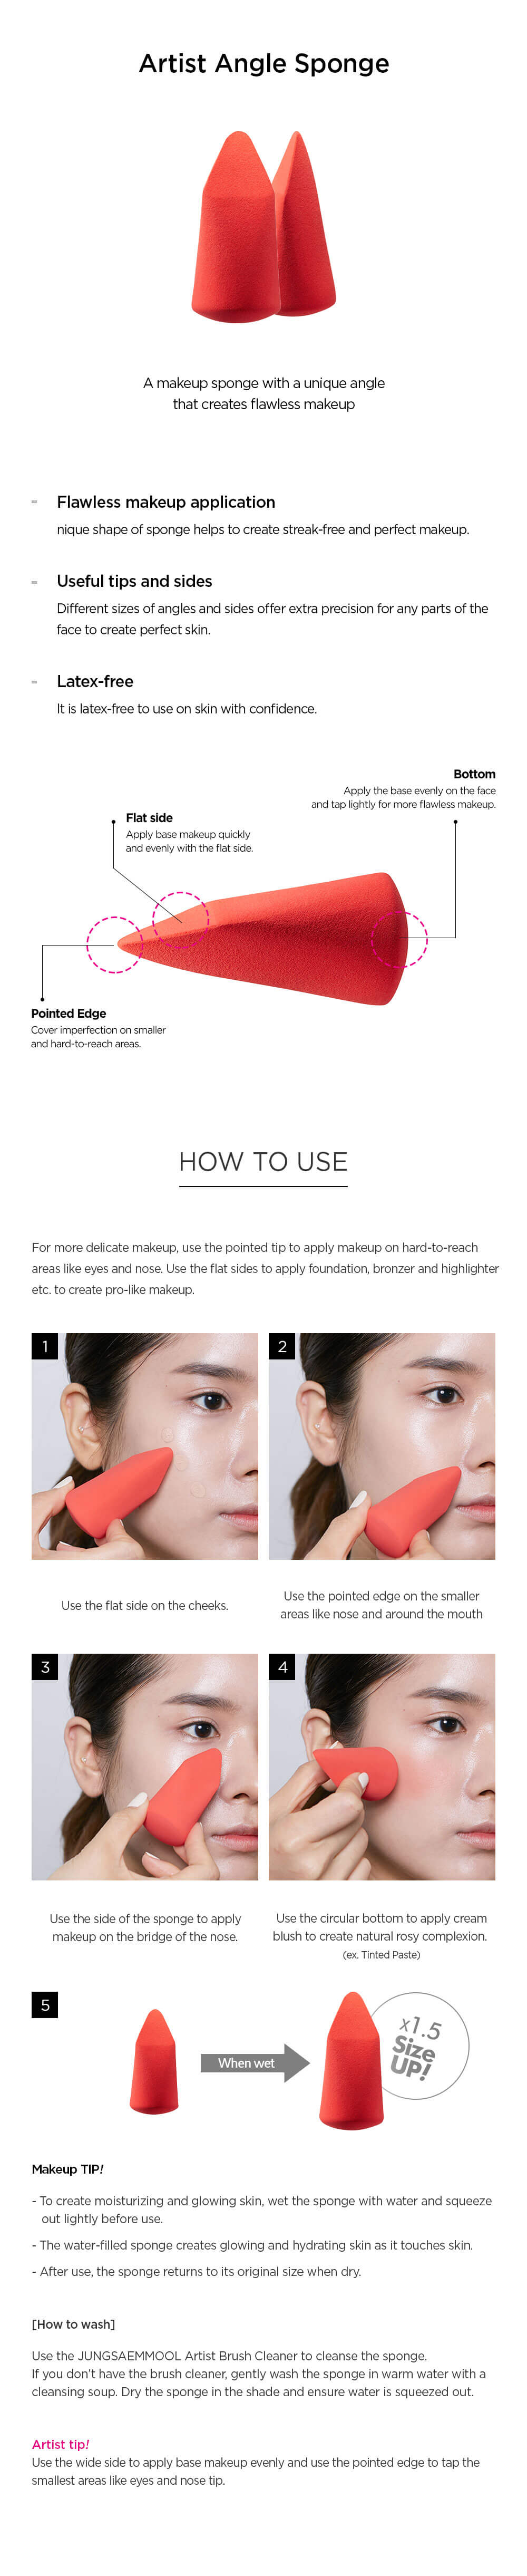 Artist Angle Sponge
A makeup sponge with a unique angle
that creates flawless makeup
Flawless makeup application
nique shape of sponge helps to create streak-free and perfect makeup.
Useful tips and sides
Different sizes of angles and sides offer extra precision for any parts of the
face to create perfect skin.
Latex-free
It is latex-free to use on skin with confidence.
Bottom
Apply the base evenly on the face
and tap lightly for more flawless makeup.
Flat side
Apply base makeup quickly
and evenly with the flat side.
Pointed Edge
Cover imperfection on smaller
and hard-to-reach areas.
HOW TO USE
For more delicate makeup, use the pointed tip to apply makeup on hard-to-reach
areas like eyes and nose. Use the flat sides to apply foundation, bronzer and highlighter
etc. to create pro-like makeup.
1
2
Use the flat side on the cheeks.
Use the pointed edge on the smaller
areas like nose and around the mouth
3
4
Use the side of the sponge to apply
makeup on the bridge of the nose.
Use the circular bottom to apply cream
blush to create natural rosy complexion.
(ex. Tinted Paste)
5
When wet
x1.5
Size
UP!
Makeup TIP!
- To create moisturizing and glowing skin, wet the sponge with water and squeeze
out lightly before use.
- The water-filled sponge creates glowing and hydrating skin as it touches skin.
- After use, the sponge returns to its original size when dry.
[How to wash]
Use the JUNGSAEMMOOL Artist Brush Cleaner to cleanse the sponge.
If you don't have the brush cleaner, gently wash the sponge in warm water with a
cleansing soup. Dry the sponge in the shade and ensure water is squeezed out.
Artist tip!
Use the wide side to apply base makeup evenly and use the pointed edge to tap the
smallest areas like eyes and nose tip.